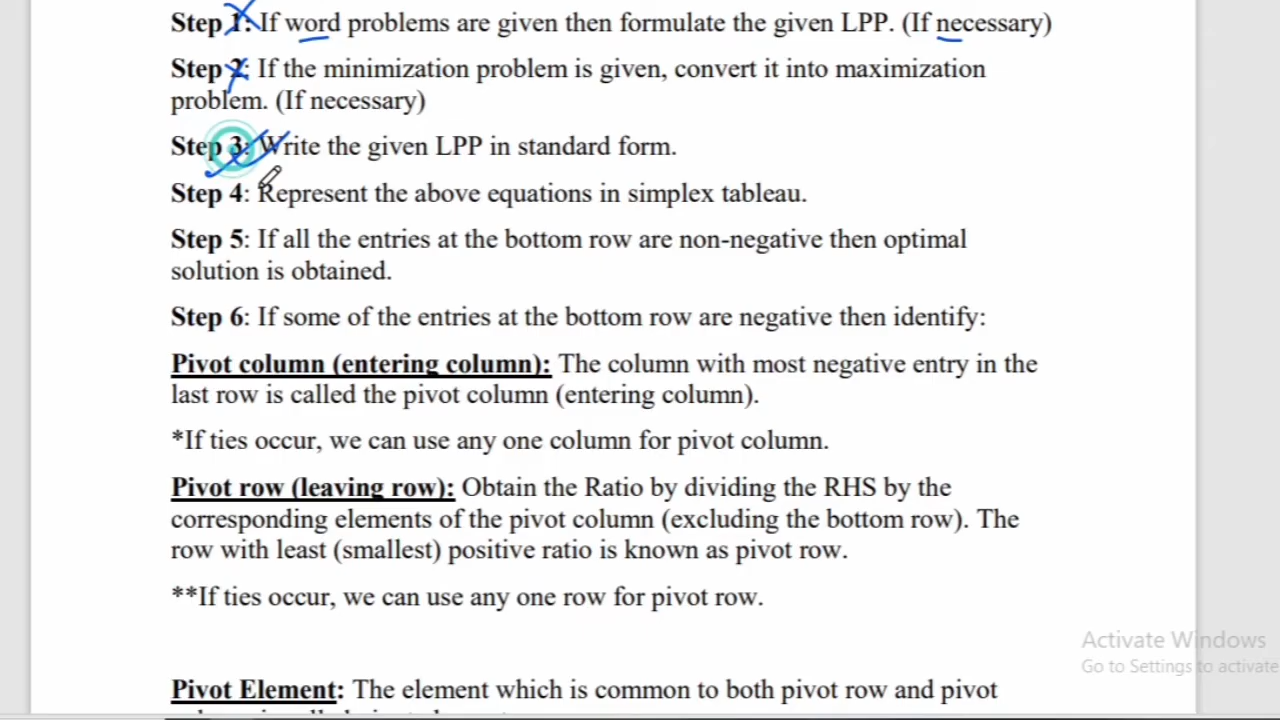 Step 1: If word problems are given then formulate the given LPP. (If necessary)
Step 2: If the minimization problem is given, convert it into maximization
problem. (If necessary)
Step 3: Write the given LPP in standard form.
Step 4: Represent the above equations in simplex tableau.
Step 5: If all the entries at the bottom row are non-negative then optimal
solution is obtained.
Step 6: If some of the entries at the bottom row are negative then identify:
Pivot column (entering column): The column with most negative entry in the
last row is called the pivot column (entering column).
*If ties occur, we can use any one column for pivot column.
Pivot row (leaving row): Obtain the Ratio by dividing the RHS by the
corresponding elements of the pivot column (excluding the bottom row). The
row with least (smallest) positive ratio is known as pivot row.
**If ties occur, we can use any one row for pivot row.
Activate Windows
Go to Settings to activate
Pivot Element: The element which is common to both pivot row and pivot